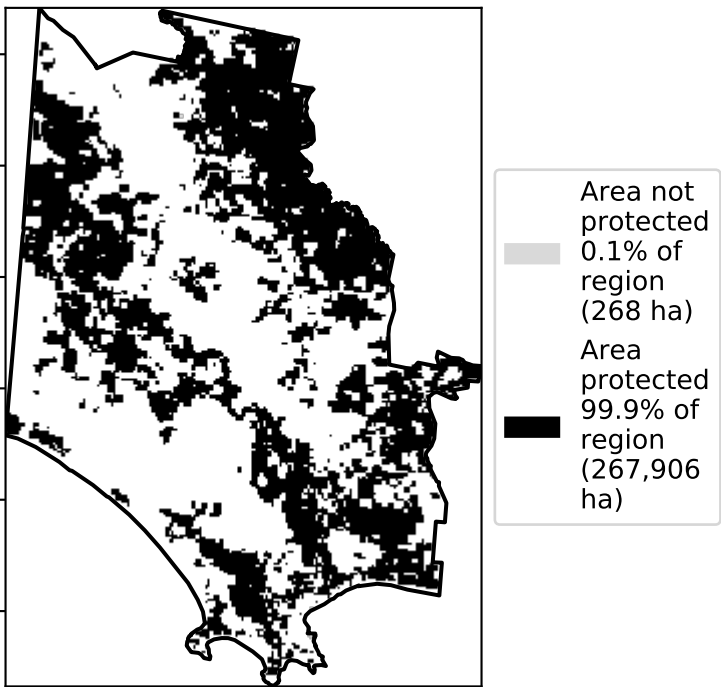 Area not
protected
0.1% of
region
(268 ha)
Area
protected
99.9% of
region
(267,906
ha)